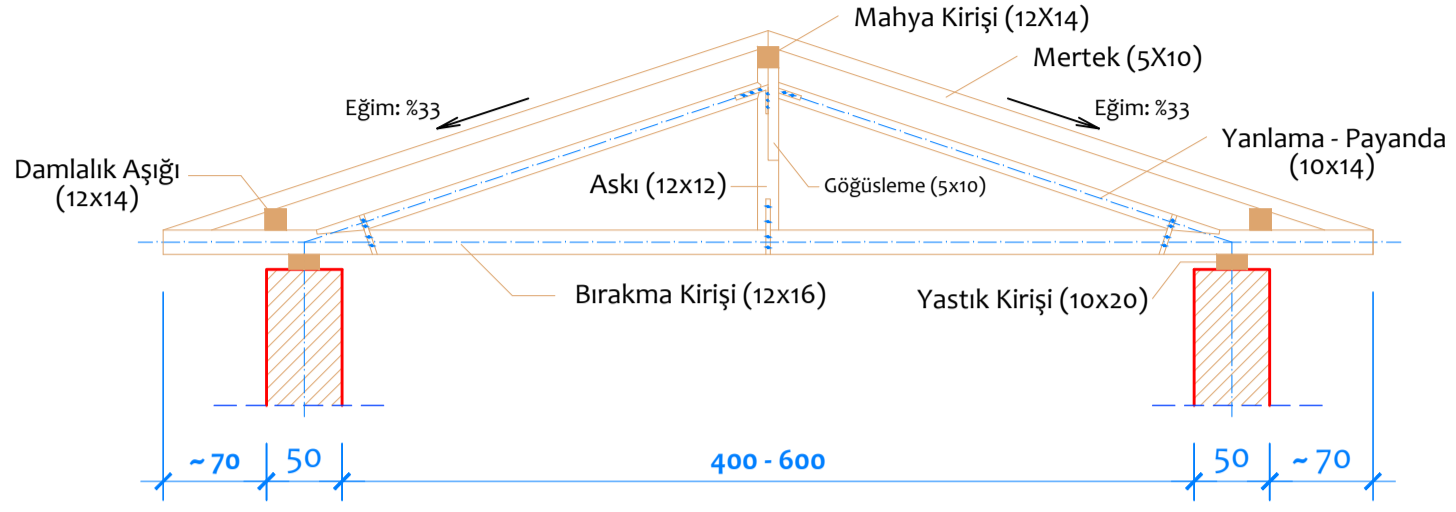 Mahya Kirişi (12X14)
Mertek (5X10)
Eğim: %33
Eğim: %33
Yanlama - Payanda
(10x14)
Damlalık Aşığı
(12x14)
Askı (12x12)
Göğüsleme (5x10)
Bırakma Kirişi (12x16)
Yastık Kirişi (10x20)
~ 70
50
400 - 600
50
~ 70